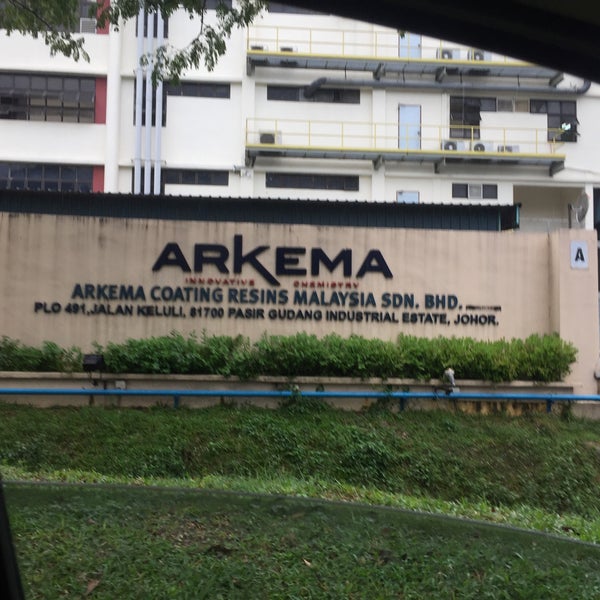 ARKEMA
INNOVATIVE CHEMISTRY
ARKEMA COATING RESINS MALAYSIA SDN. BHD.
PLO 491,JALAN KELULI, 81700 PASIR GUDANG INDUSTRIAL ESTATE, JOHOR.
A